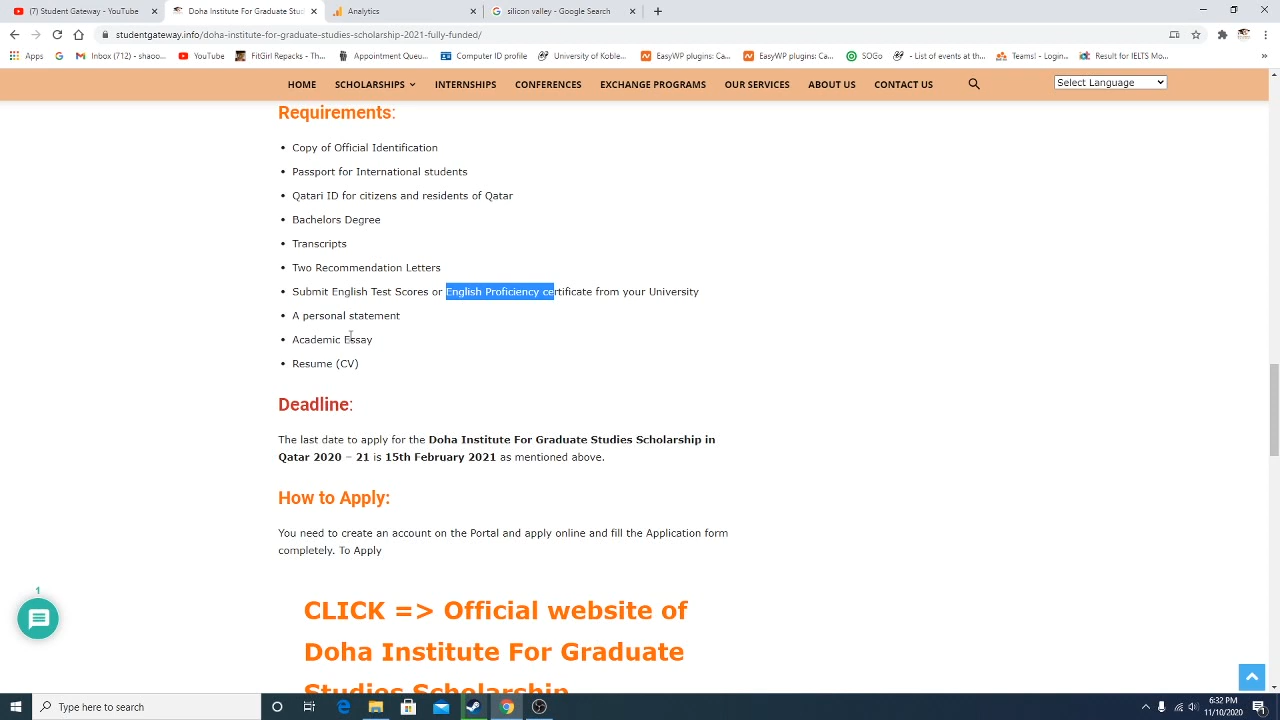 (7) Student Gateway - YouTube
Doha Institute for Graduate Stud
Analytics
silicon valley - Google Search
studentgateway.info/doha-institute-for-graduate-studies-scholarship-2021-fully-funded/
Apps
Inbox (712) - shaoo...
YouTube
FitGirl Repacks - Th...
Appointment Queu...
Computer ID profile
University of Koble...
EasyWP plugins: Ca...
EasyWP plugins: Ca...
SOGo
- List of events at th...
Teams! - Login...
Result for IELTS Mo...
»
HOME
SCHOLARSHIPS
INTERNSHIPS
CONFERENCES
EXCHANGE PROGRAMS
OUR SERVICES
ABOUT US
CONTACT US
Select Language
Requirements:
• Copy of Official Identification
• Passport for International students
• Qatari ID for citizens and residents of Qatar
• Bachelors Degree
• Transcripts
• Two Recommendation Letters
• Submit English Test Scores or English Proficiency certificate from your University
• A personal statement
• Academic Essay
• Resume (CV)
Deadline:
The last date to apply for the Doha Institute For Graduate Studies Scholarship in
Qatar 2020 – 21 is 15th February 2021 as mentioned above.
How to Apply:
You need to create an account on the Portal and apply online and fill the Application form
completely. To Apply
1
CLICK => Official website of
Doha Institute For Graduate
Studies Scholarship
Type here to search
6:32 PM
11/10/2020